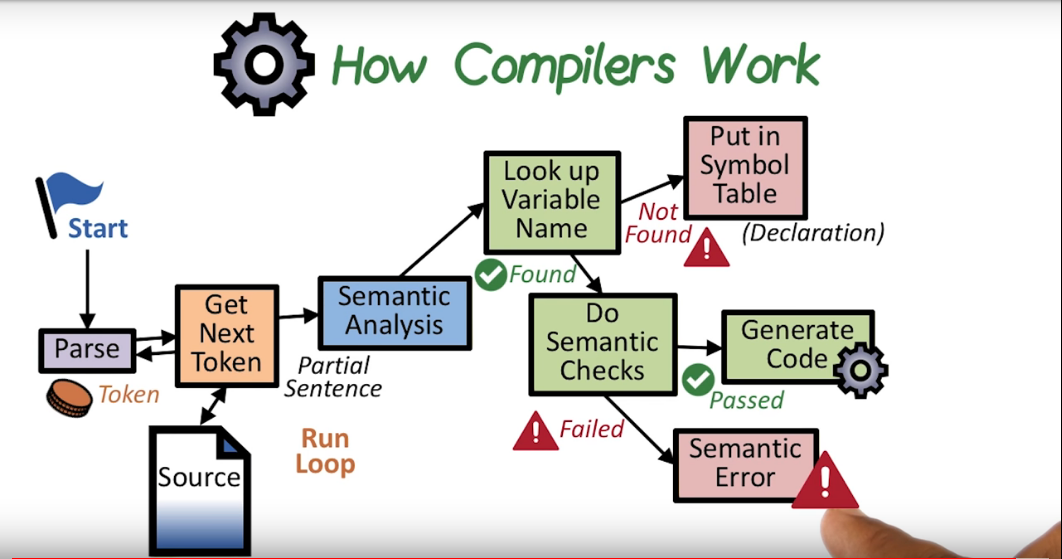 How Compilers Work
Start
Parse
Token
Get
Next
Token
Source
Run
Loop
Semantic
Analysis
Partial
Sentence
Look up
Variable
Name
Found
Not
Found
Put in
Symbol
Table
(Declaration)
Do
Semantic
Checks
Passed
Generate
Code
Failed
Semantic
Error